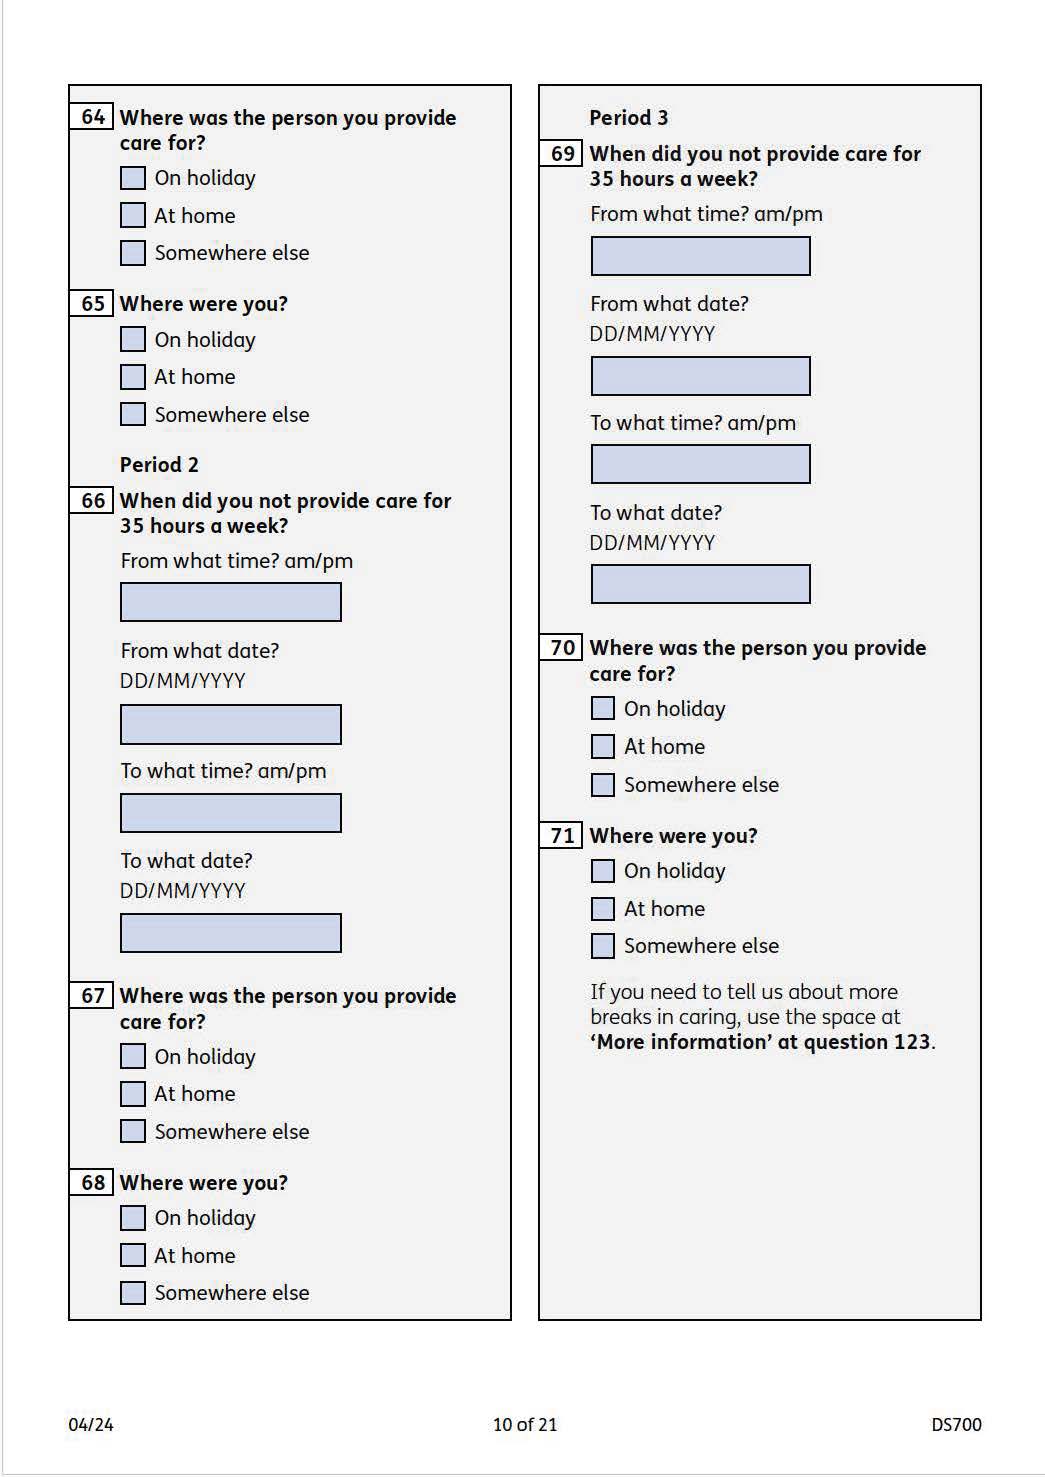 64 Where was the person you provide
care for?
On holiday
At home
Somewhere else
65 Where were you?
On holiday
At home
Somewhere else
Period 2
66 When did you not provide care for
35 hours a week?
From what time? am/pm
From what date?
DD/MM/YYYY
To what time? am/pm
To what date?
DD/MM/YYYY
67 Where was the person you provide
care for?
On holiday
At home
Somewhere else
68 Where were you?
On holiday
At home
Somewhere else
Period 3
69 When did you not provide care for
35 hours a week?
From what time? am/pm
From what date?
DD/MM/YYYY
To what time? am/pm
To what date?
DD/MM/YYYY
70 Where was the person you provide
care for?
On holiday
At home
Somewhere else
71 Where were you?
On holiday
At home
Somewhere else
If you need to tell us about more
breaks in caring, use the space at
‘More information’ at question 123.
04/24 10 of 21 DS700